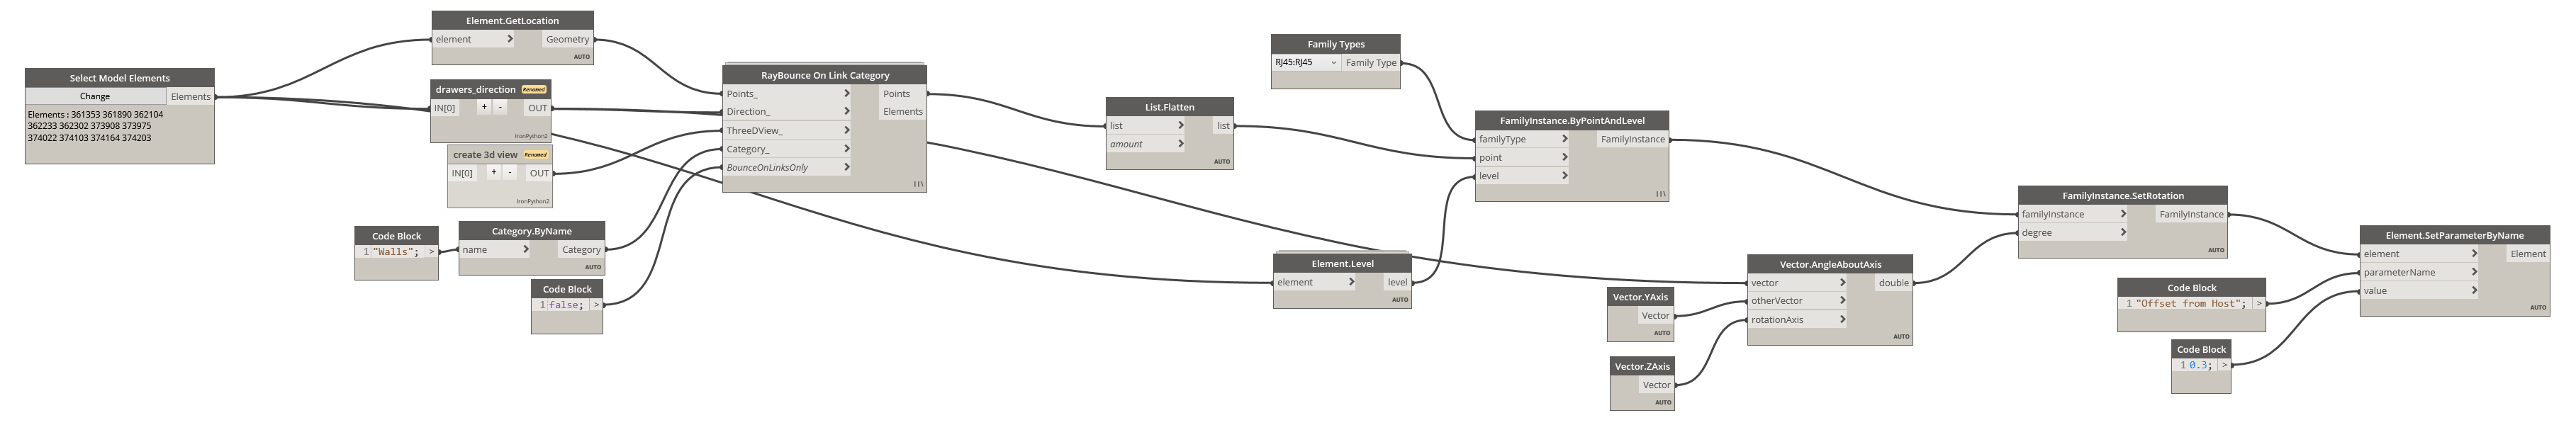 Select Model Elements
Change
Elements
Elements : 361353 361890 362104
362233 362302 373908 373975
374022 374103 374164 374203
Element.GetLocation
element > Geometry
AUTO
drawers_direction Renamed
IN[0] + - OUT
IronPython2
create 3d view Renamed
IN[0] + - OUT
IronPython2
Code Block
1 "Walls"; >
Category.ByName
name > Category
AUTO
Code Block
1 false; >
RayBounce On Link Category
Points_ > Points
Direction_ > Elements
ThreeDView_ >
Category_ >
BounceOnLinksOnly >
List.Flatten
list > list
amount >
AUTO
Family Types
RJ45:RJ45 Family Type
Element.Level
element > level
AUTO
FamilyInstance.ByPointAndLevel
familyType > FamilyInstance
point >
level >
Vector.YAxis
Vector
AUTO
Vector.ZAxis
Vector
AUTO
Vector.AngleAboutAxis
vector > double
otherVector >
rotationAxis >
AUTO
FamilyInstance.SetRotation
familyInstance > FamilyInstance
degree >
AUTO
Code Block
1 "Offset from Host"; >
Code Block
1 0.3; >
Element.SetParameterByName
element > Element
parameterName >
value >
AUTO